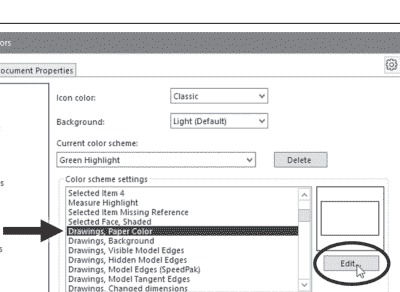 ors
ocument Properties
Icon color:
Classic
Background:
Light (Default)
Current color scheme:
Green Highlight
Delete
Color scheme settings
Selected Item 4
Measure Highlight
Selected Item Missing Reference
Selected Face, Shaded
Drawings, Paper Color
Drawings, Background
Drawings, Visible Model Edges
Drawings, Hidden Model Edges
Drawings, Model Edges (SpeedPak)
Drawings, Model Tangent Edges
Drawings, Changed dimensions
Edit...
s
s